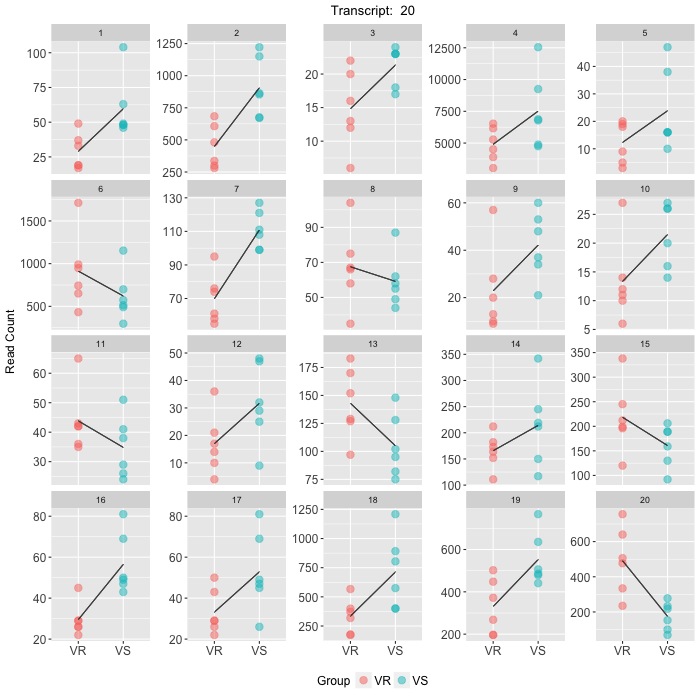 Transcript: 20
1 2 3 4 5
100 75 50 25
1250 1000 750 500 250
20 15 10
12500 10000 7500 5000
40 30 20 10
6 7 8 9 10
1500 1000 500
130 110 90 70
90 70 50
60 40 20
25 20 15 10 5
Read Count
11 12 13 14 15
60 50 40 30
50 40 30 20 10
175 150 125 100 75
350 300 250 200 150 100
350 300 250 200 150 100
16 17 18 19 20
80 60 40 20
80 60 40 20
1250 1000 750 500 250
600 400 200
600 400 200
VR VS VR VS VR VS VR VS VR VS
Group VR VS